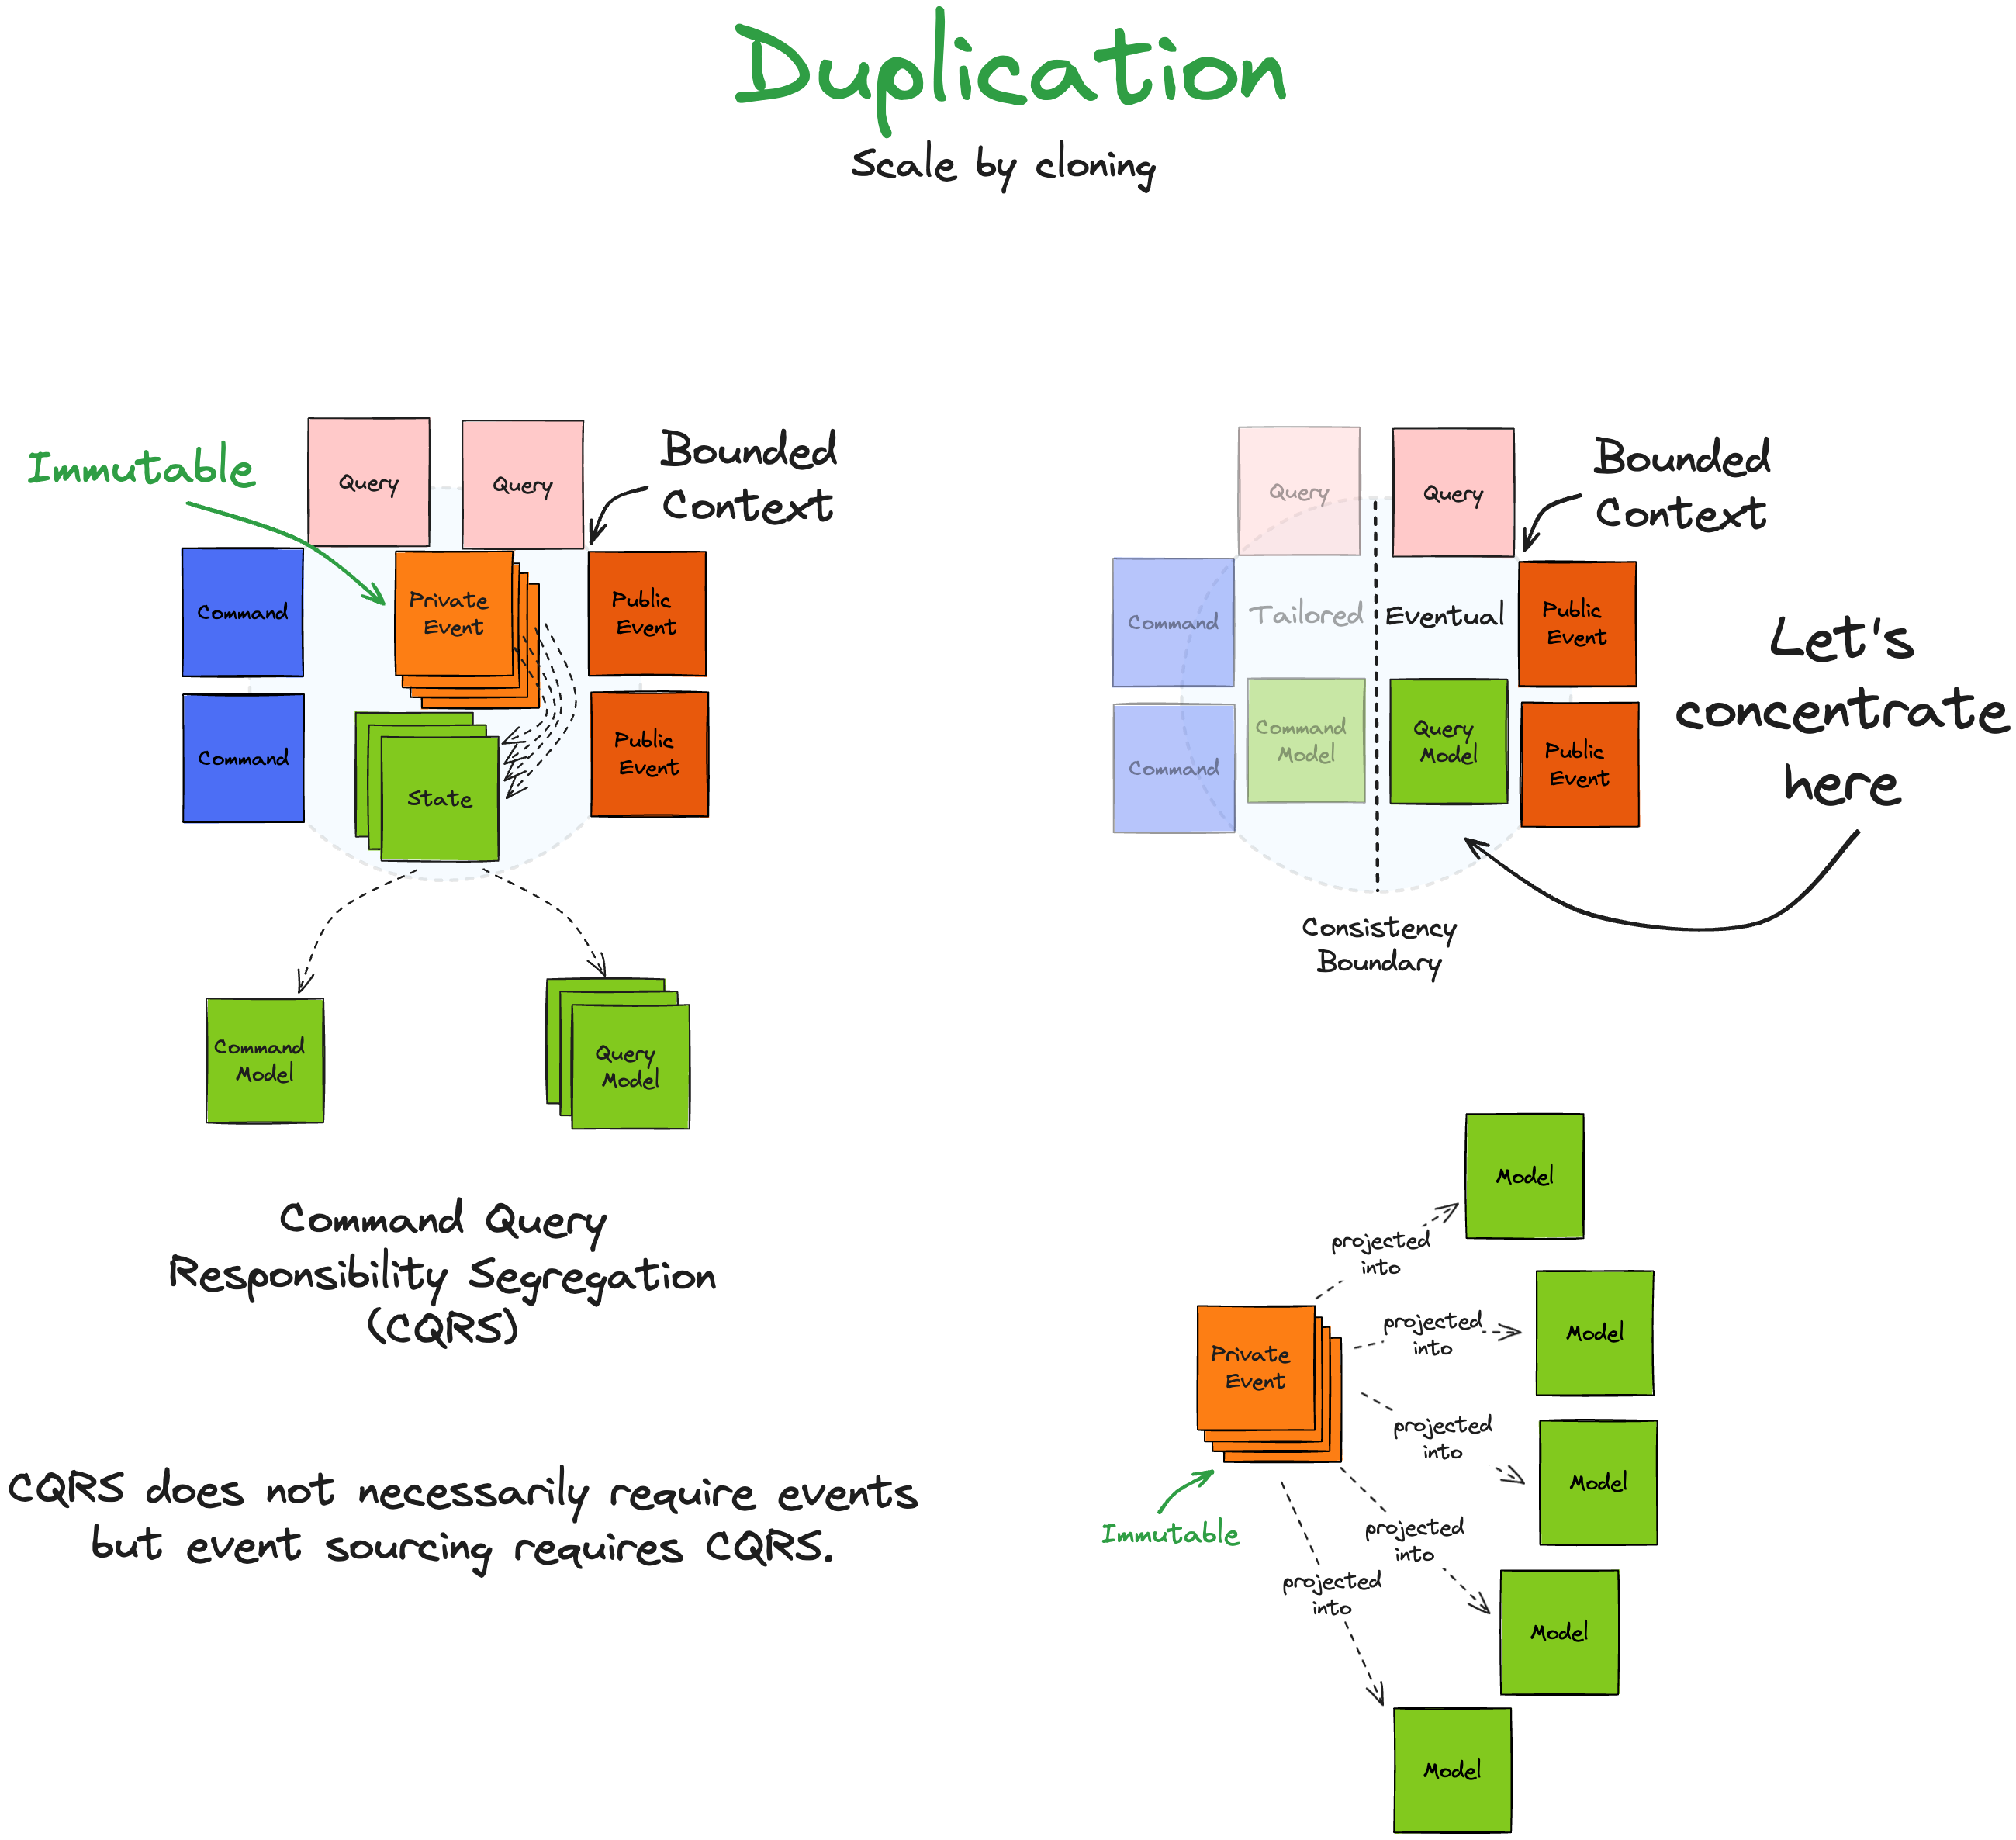 Duplication
Scale by cloning
Immutable
Query
Query
Bounded
Context
Command
Private
Event
Public
Event
Command
State
Public
Event
Command
Model
Query
Model
Command Query
Responsibility Segregation
(CQRS)
CQRS does not necessarily require events
but event sourcing requires CQRS.
Query
Query
Bounded
Context
Command
Tailored
Eventual
Public
Event
Command
Command
Model
Query
Model
Public
Event
Let's
concentrate
here
Consistency
Boundary
Private
Event
Immutable
projected
into
Model
projected
into
Model
projected
into
Model
projected
into
Model
projected
into
Model